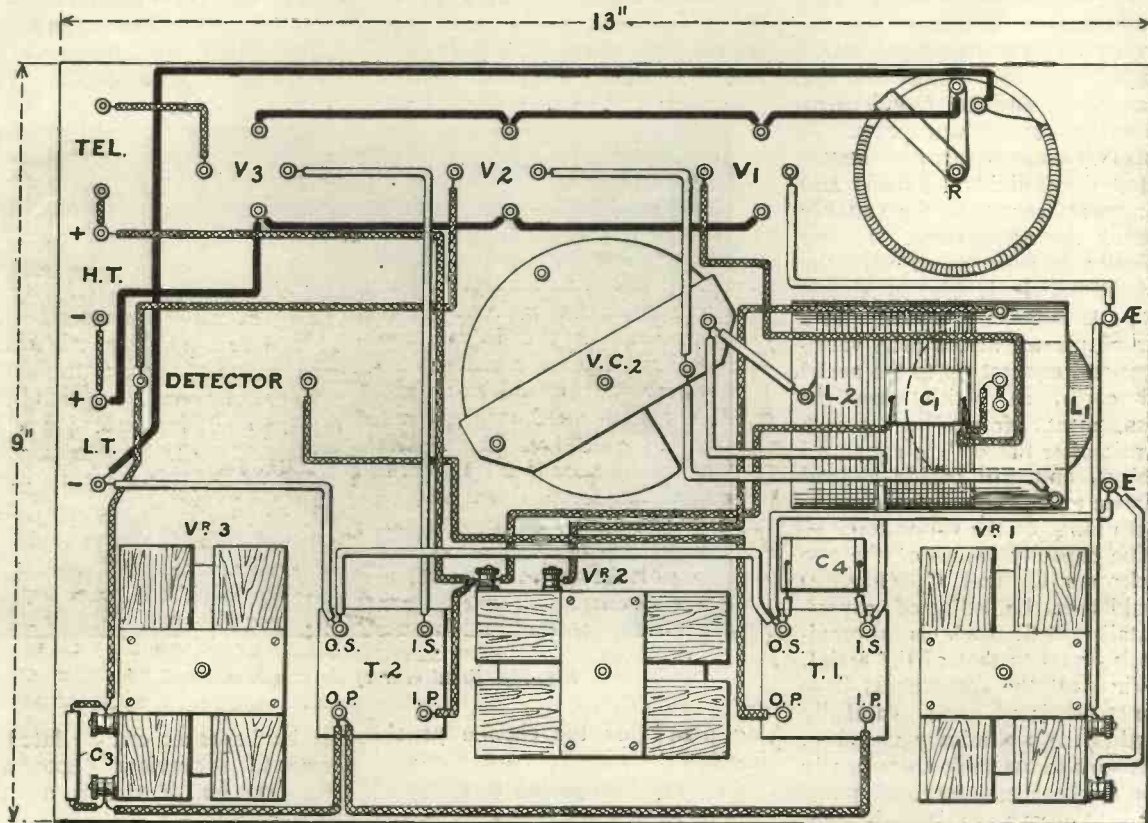 13"
9"
TEL.
V3
V2
V1
R
+
H.T.
-
+
L.T.
-
DETECTOR
V.C.2
L2
C1
L1
Æ
E
VR.3
VR.2
VR.1
C4
O.S. I.S.
T.2
O.P. I.P.
O.S. I.S.
T.1.
O.P. I.P.
C3